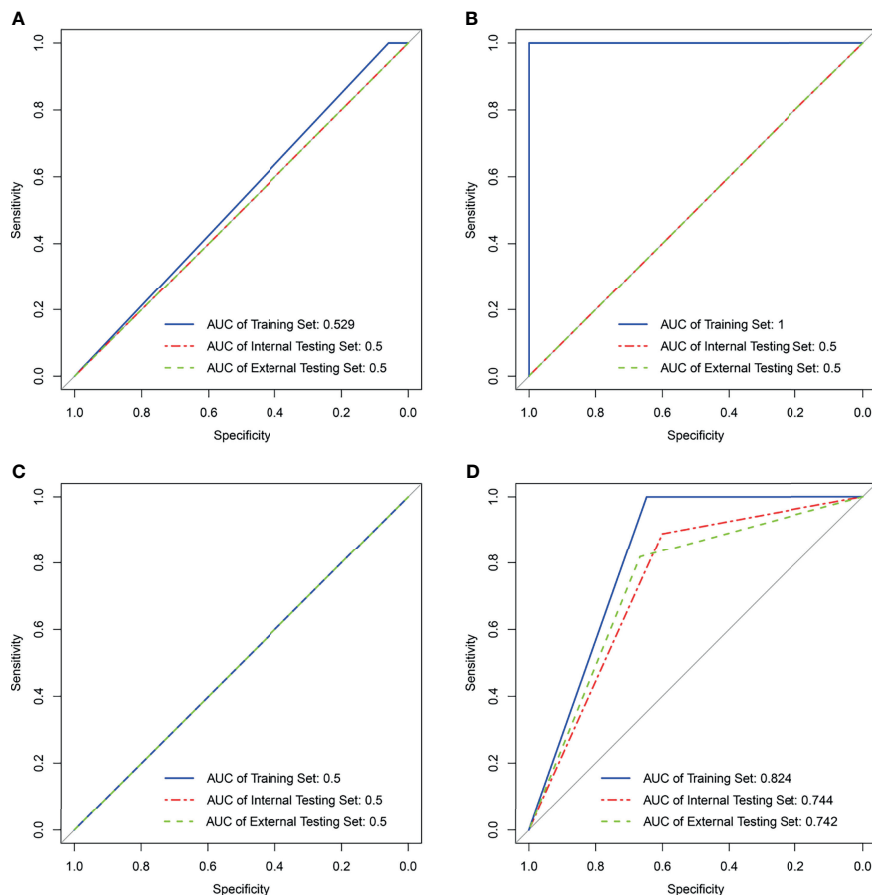 A
Sensitivity
1.0
0.8
0.6
0.4
0.2
0.0
AUC of Training Set: 0.529
AUC of Internal Testing Set: 0.5
AUC of External Testing Set: 0.5
1.0 0.8 0.6 0.4 0.2 0.0
Specificity
B
Sensitivity
1.0
0.8
0.6
0.4
0.2
0.0
AUC of Training Set: 1
AUC of Internal Testing Set: 0.5
AUC of External Testing Set: 0.5
1.0 0.8 0.6 0.4 0.2 0.0
Specificity
C
Sensitivity
1.0
0.8
0.6
0.4
0.2
0.0
AUC of Training Set: 0.5
AUC of Internal Testing Set: 0.5
AUC of External Testing Set: 0.5
1.0 0.8 0.6 0.4 0.2 0.0
Specificity
D
Sensitivity
1.0
0.8
0.6
0.4
0.2
0.0
AUC of Training Set: 0.824
AUC of Internal Testing Set: 0.744
AUC of External Testing Set: 0.742
1.0 0.8 0.6 0.4 0.2 0.0
Specificity